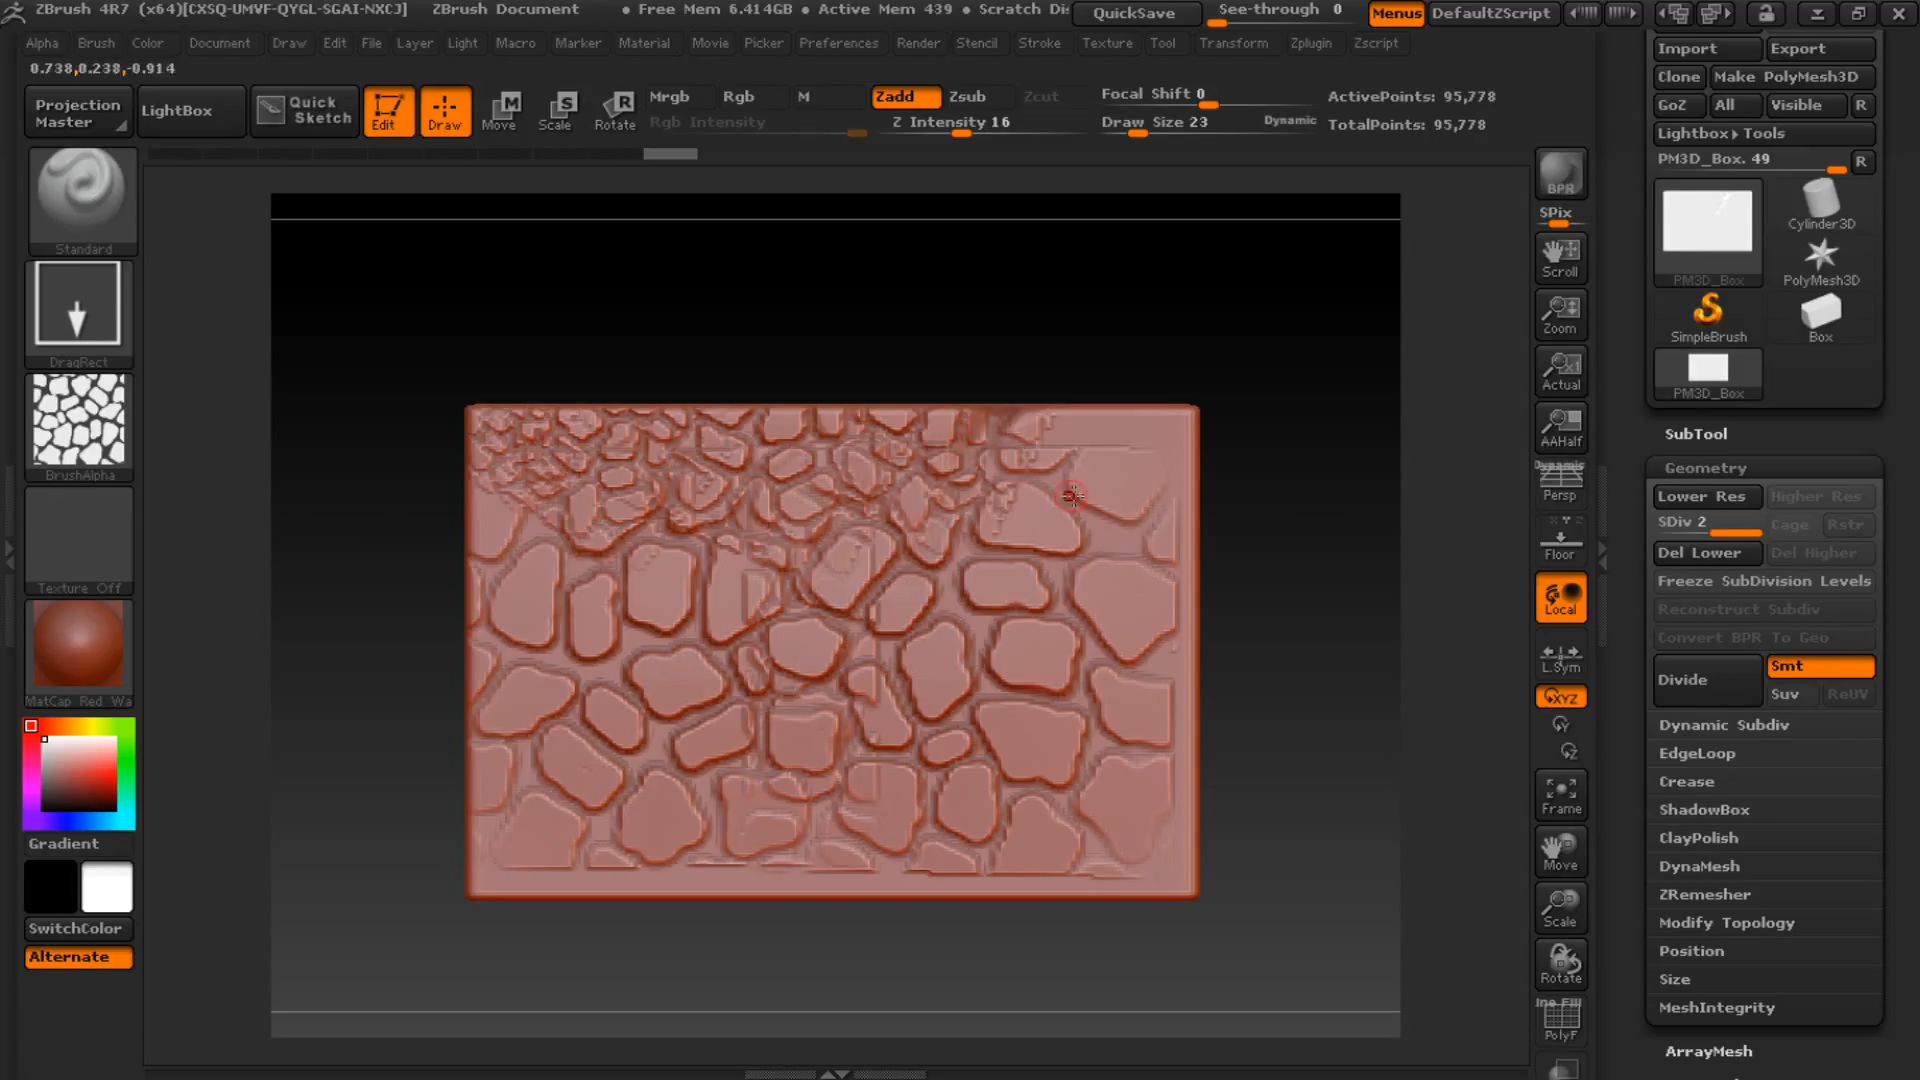 ZBrush 4R7 (x64)[CXSQ-UMVF-QYGL-SGAI-NXCJ] ZBrush Document • Free Mem 6.414GB • Active Mem 439 • Scratch Di QuickSave See-through 0 Menus DefaultZScript
Alpha Brush Color Document Draw Edit File Layer Light Macro Marker Material Movie Picker Preferences Render Stencil Stroke Texture Tool Transform Zplugin Zscript
0.738,0.238,-0.914
Projection Master
LightBox
Quick Sketch
Edit
Draw
Move
Scale
Rotate
Mrgb Rgb M
Rgb Intensity
Zadd Zsub Zcut
Z Intensity 16
Focal Shift 0
Draw Size 23 Dynamic
ActivePoints: 95,778
TotalPoints: 95,778
Standard
DragRect
BrushAlpha
Texture Off
MatCap Red Wa
Gradient
SwitchColor
Alternate
BPR
SPix
Scroll
Zoom
Actual
AAHalf
Dynamic
Persp
Floor
Local
L.Sym
XYZ
Frame
Move
Scale
Rotate
Ine Fill
PolyF
Import Export
Clone Make PolyMesh3D
GoZ All Visible R
Lightbox▸Tools
PM3D_Box. 49 R
PM3D_Box
Cylinder3D
PolyMesh3D
SimpleBrush
Box
PM3D_Box
SubTool
Geometry
Lower Res Higher Res
SDiv 2 Cage Rstr
Del Lower Del Higher
Freeze SubDivision Levels
Reconstruct Subdiv
Convert BPR To Geo
Divide Smt
Suv ReUV
Dynamic Subdiv
EdgeLoop
Crease
ShadowBox
ClayPolish
DynaMesh
ZRemesher
Modify Topology
Position
Size
MeshIntegrity
ArrayMesh